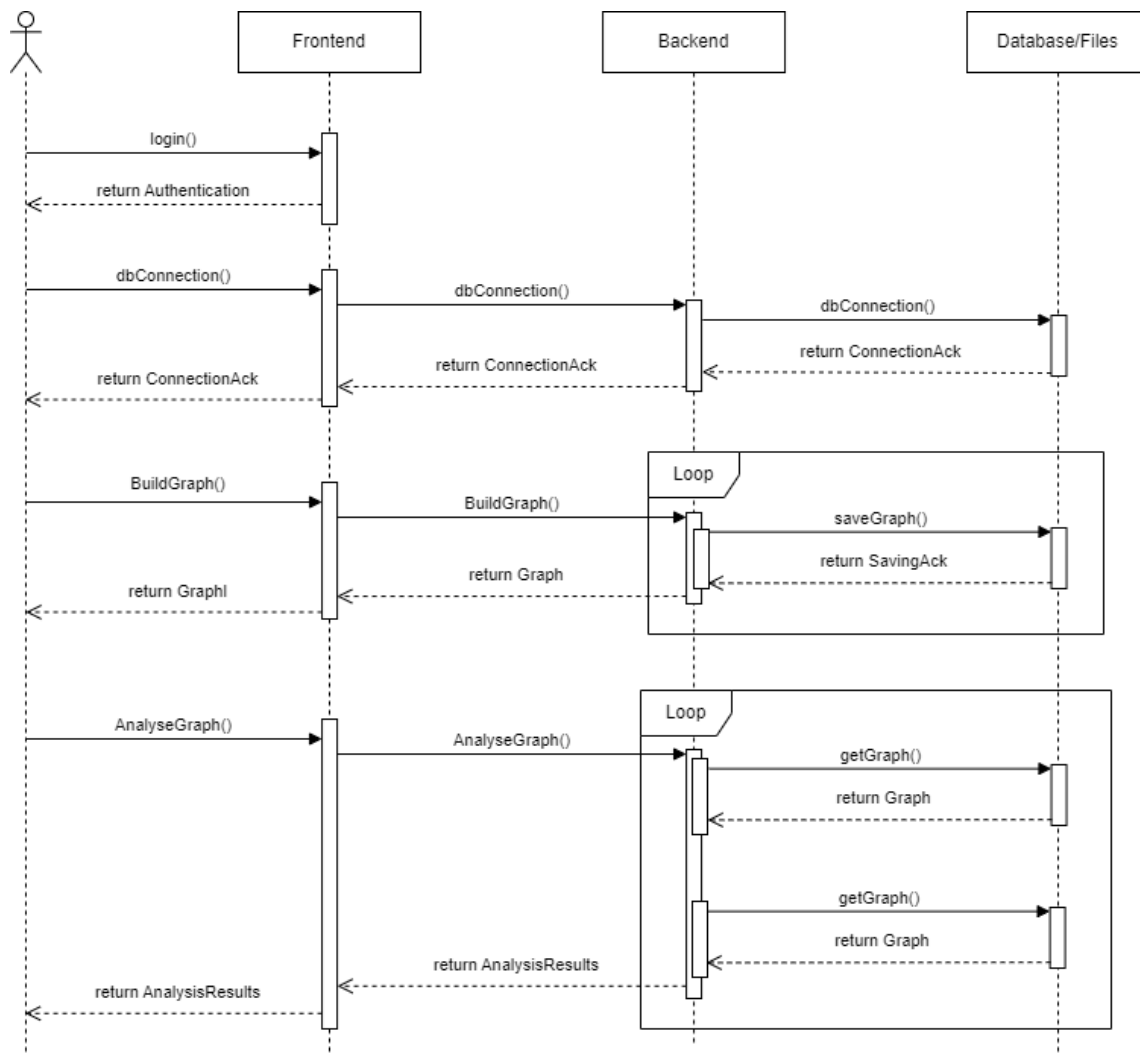 Frontend
Backend
Database/Files
login()
return Authentication
dbConnection()
dbConnection()
dbConnection()
return ConnectionAck
return ConnectionAck
return ConnectionAck
Loop
BuildGraph()
BuildGraph()
saveGraph()
return SavingAck
return Graph
return Graphl
Loop
AnalyseGraph()
AnalyseGraph()
getGraph()
return Graph
getGraph()
return Graph
return AnalysisResults
return AnalysisResults